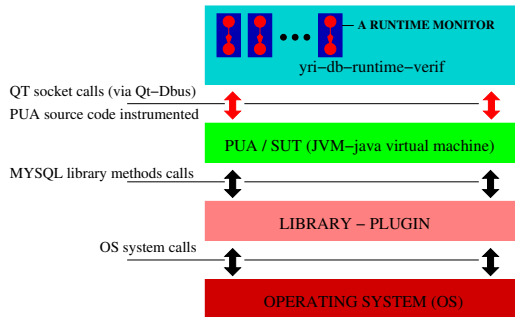 A RUNTIME MONITOR
yri−db−runtime−verif
QT socket calls (via Qt−Dbus)
PUA source code instrumented
PUA / SUT (JVM−java virtual machine)
MYSQL library methods calls
LIBRARY − PLUGIN
OS system calls
OPERATING SYSTEM (OS)